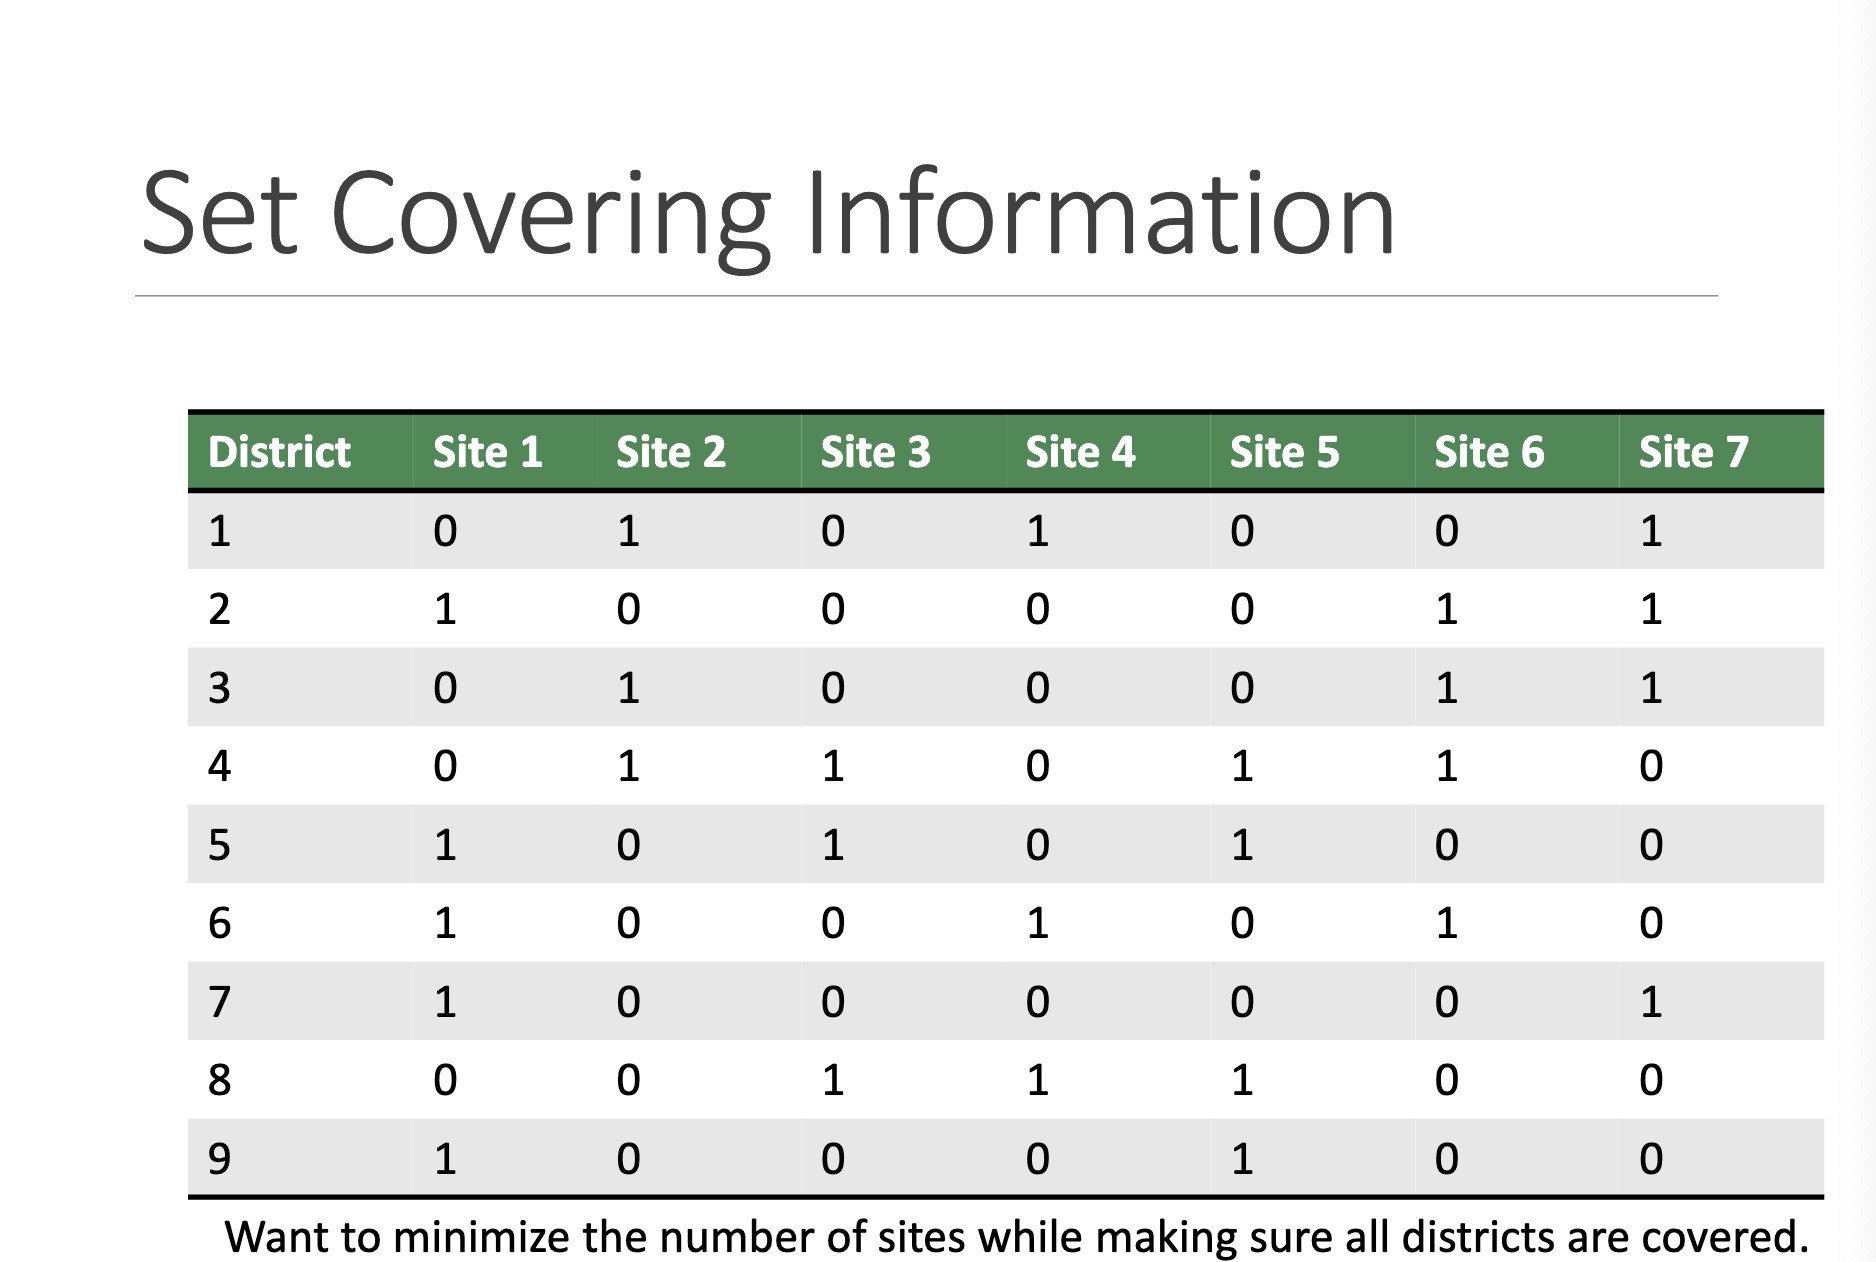 Set Covering Information
District Site 1 Site 2 Site 3 Site 4 Site 5 Site 6 Site 7
1 0 1 0 1 0 0 1
2 1 0 0 0 0 1 1
3 0 1 0 0 0 1 1
4 0 1 1 0 1 1 0
5 1 0 1 0 1 0 0
6 1 0 0 1 0 1 0
7 1 0 0 0 0 0 1
8 0 0 1 1 1 0 0
9 1 0 0 0 1 0 0
Want to minimize the number of sites while making sure all districts are covered.